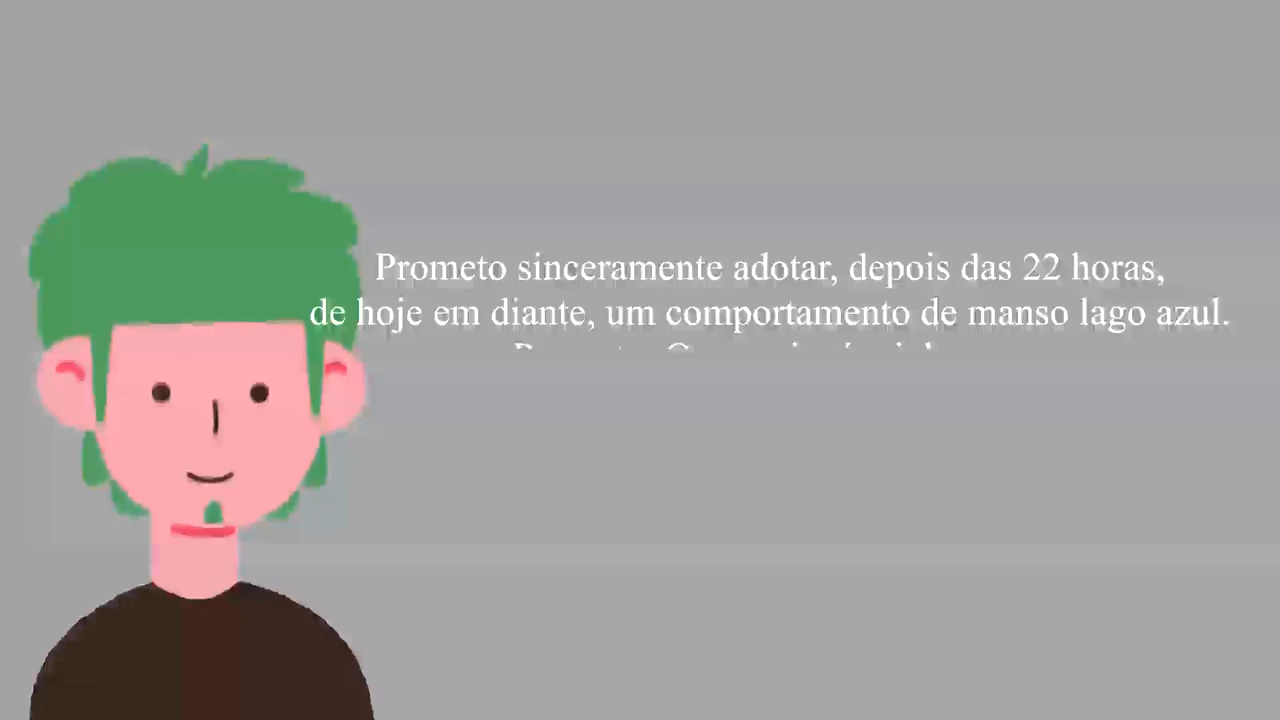 Prometo sinceramente adotar, depois das 22 horas,
de hoje em diante, um comportamento de manso lago azul.